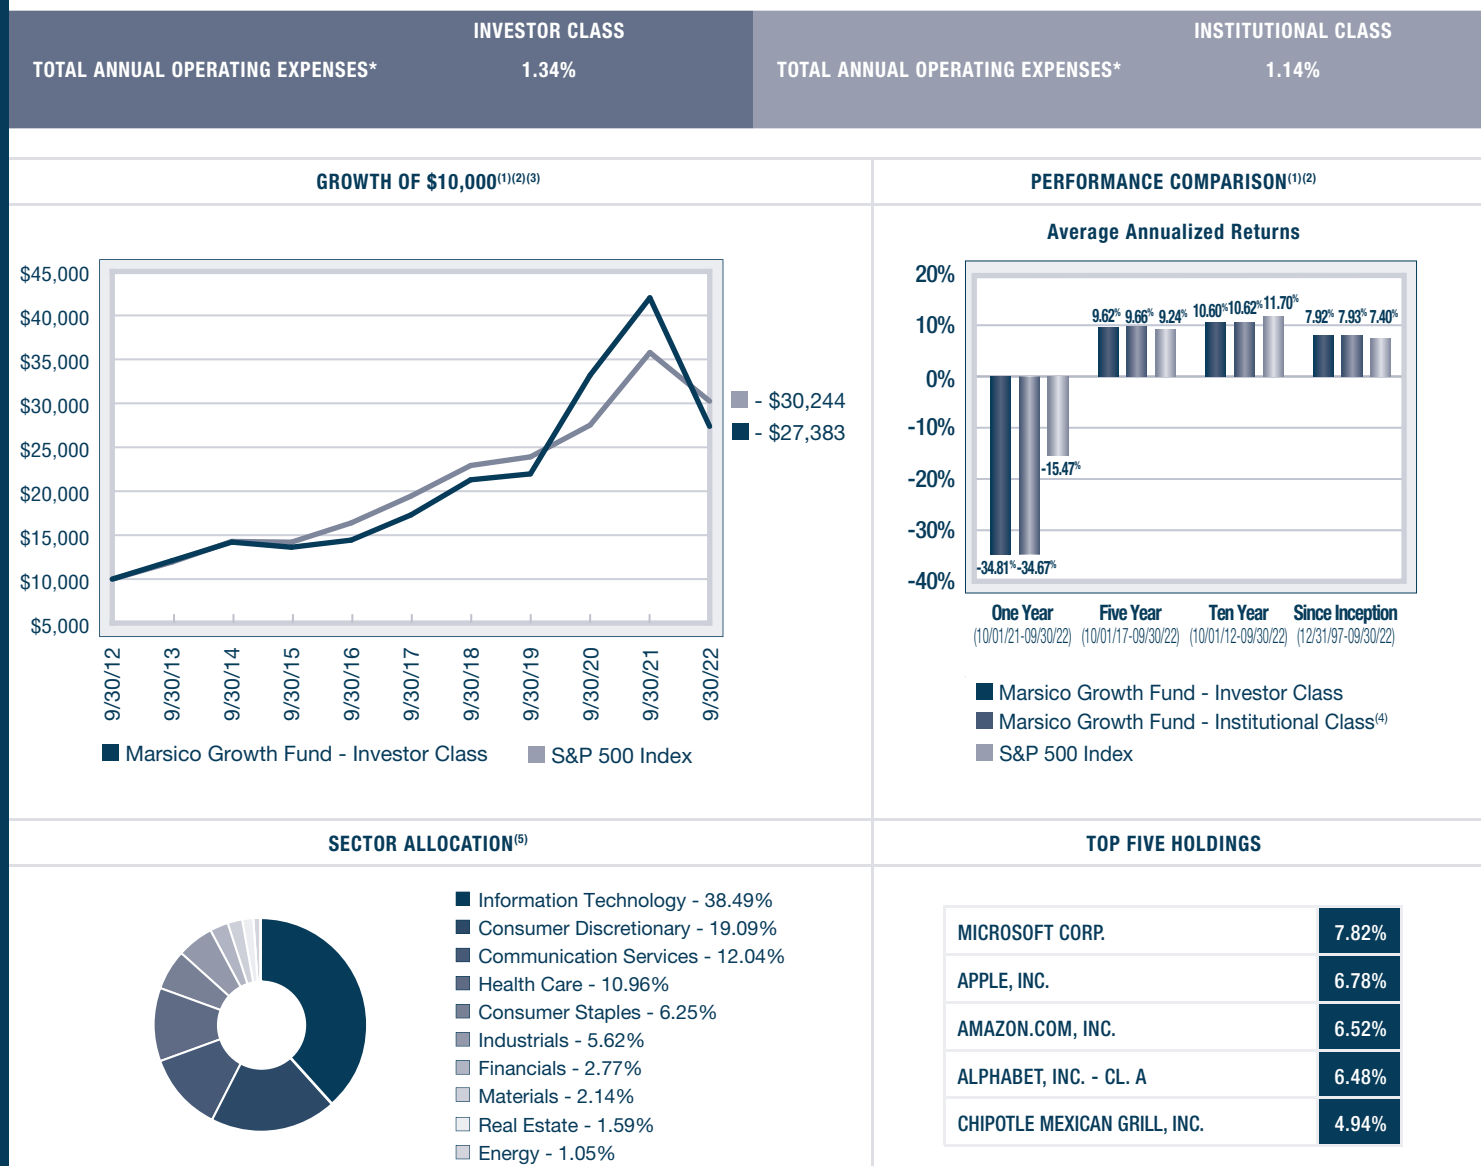 INVESTOR CLASS
TOTAL ANNUAL OPERATING EXPENSES* 1.34%
INSTITUTIONAL CLASS
TOTAL ANNUAL OPERATING EXPENSES* 1.14%
GROWTH OF $10,000(1)(2)(3)
$45,000
$40,000
$35,000
$30,000
$25,000
$20,000
$15,000
$10,000
$5,000
- $30,244
- $27,383
9/30/12
9/30/13
9/30/14
9/30/15
9/30/16
9/30/17
9/30/18
9/30/19
9/30/20
9/30/21
9/30/22
Marsico Growth Fund - Investor Class
S&P 500 Index
PERFORMANCE COMPARISON(1)(2)
Average Annualized Returns
20%
10%
0%
-10%
-20%
-30%
-40%
-34.81% -34.67% -15.47%
9.62% 9.66% 9.24%
10.60% 10.62% 11.70%
7.92% 7.93% 7.40%
One Year
(10/01/21-09/30/22)
Five Year
(10/01/17-09/30/22)
Ten Year
(10/01/12-09/30/22)
Since Inception
(12/31/97-09/30/22)
Marsico Growth Fund - Investor Class
Marsico Growth Fund - Institutional Class(4)
S&P 500 Index
SECTOR ALLOCATION(5)
Information Technology - 38.49%
Consumer Discretionary - 19.09%
Communication Services - 12.04%
Health Care - 10.96%
Consumer Staples - 6.25%
Industrials - 5.62%
Financials - 2.77%
Materials - 2.14%
Real Estate - 1.59%
Energy - 1.05%
TOP FIVE HOLDINGS
MICROSOFT CORP. 7.82%
APPLE, INC. 6.78%
AMAZON.COM, INC. 6.52%
ALPHABET, INC. - CL. A 6.48%
CHIPOTLE MEXICAN GRILL, INC. 4.94%